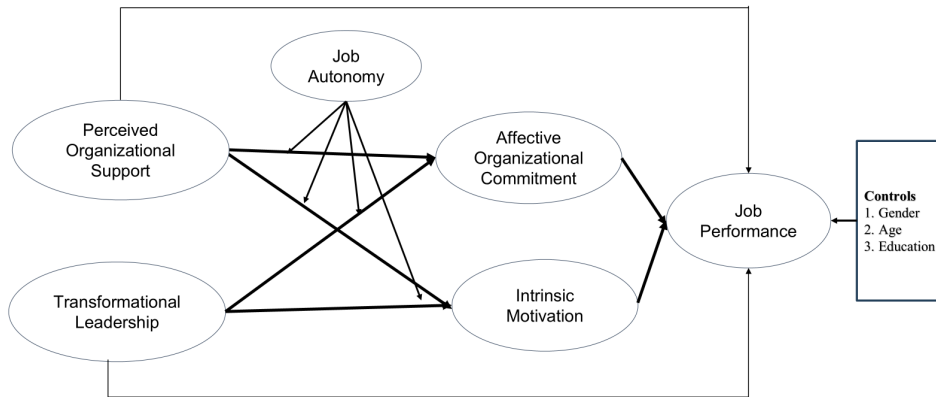 Job
Autonomy
Perceived
Organizational
Support
Affective
Organizational
Commitment
Controls
1. Gender
2. Age
3. Education
Job
Performance
Transformational
Leadership
Intrinsic
Motivation